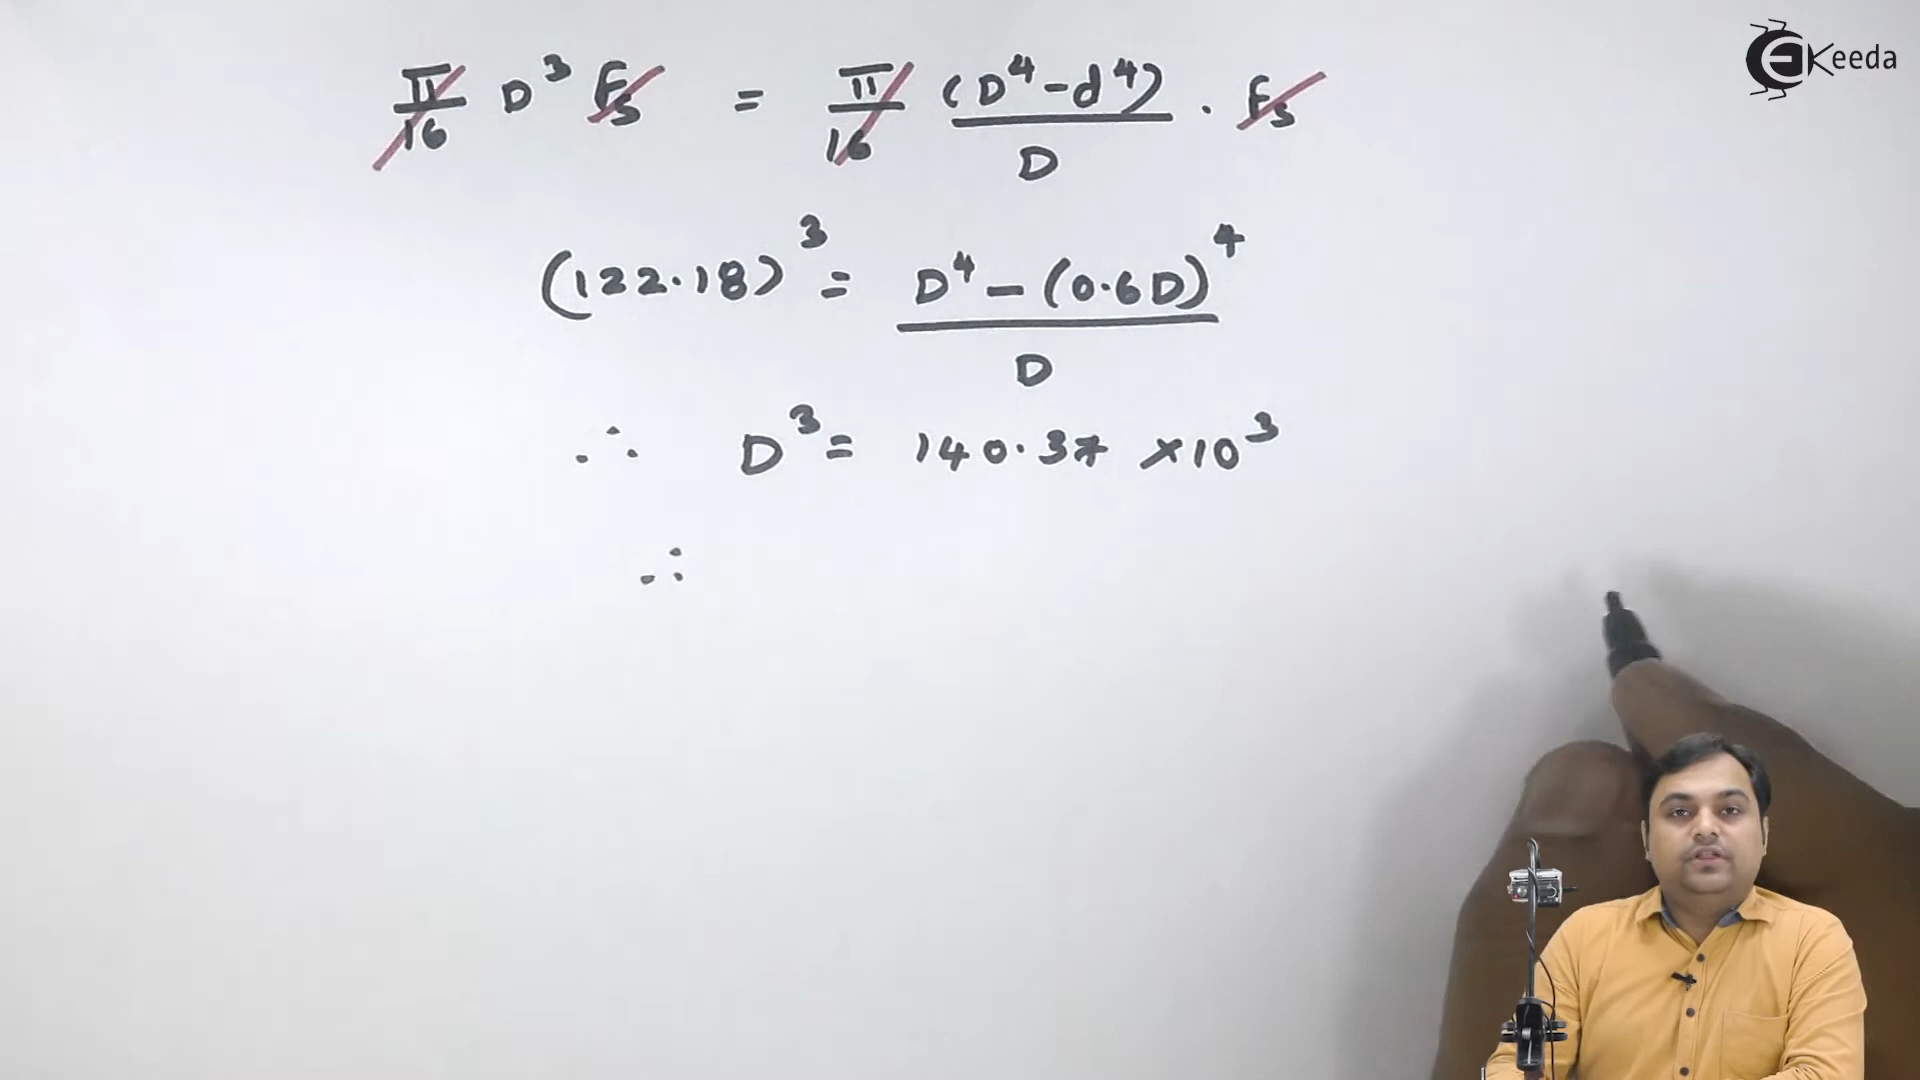 EKeeda
π/16 D³ Fs = π/16 (D⁴-d⁴)/D . Fs
(122.18)³ = D⁴-(0.6D)⁴/D
∴ D³ = 140.37 ×10³
∴